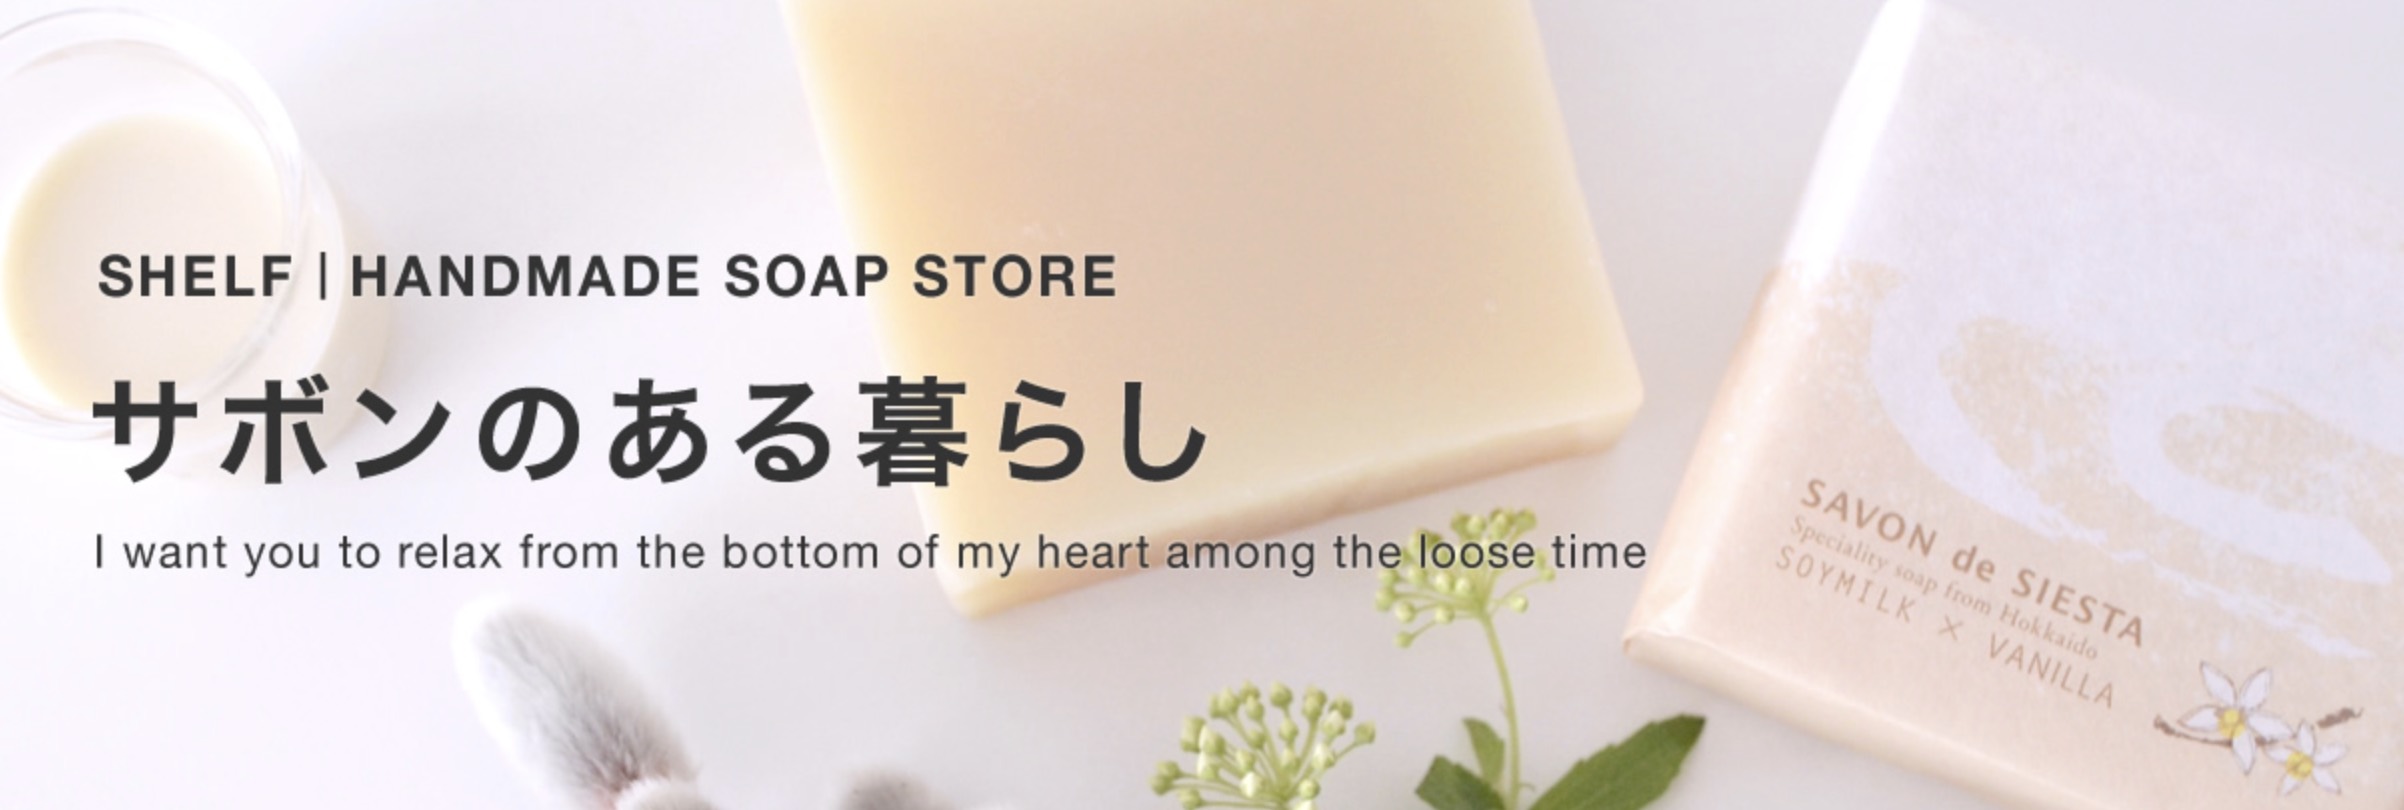 SHELF | HANDMADE SOAP STORE
サボンのある暮らし
I want you to relax from the bottom of my heart among the loose time
SAVON de SIESTA
Speciality soap from Hokkaido
SOYMILK × VANILLA